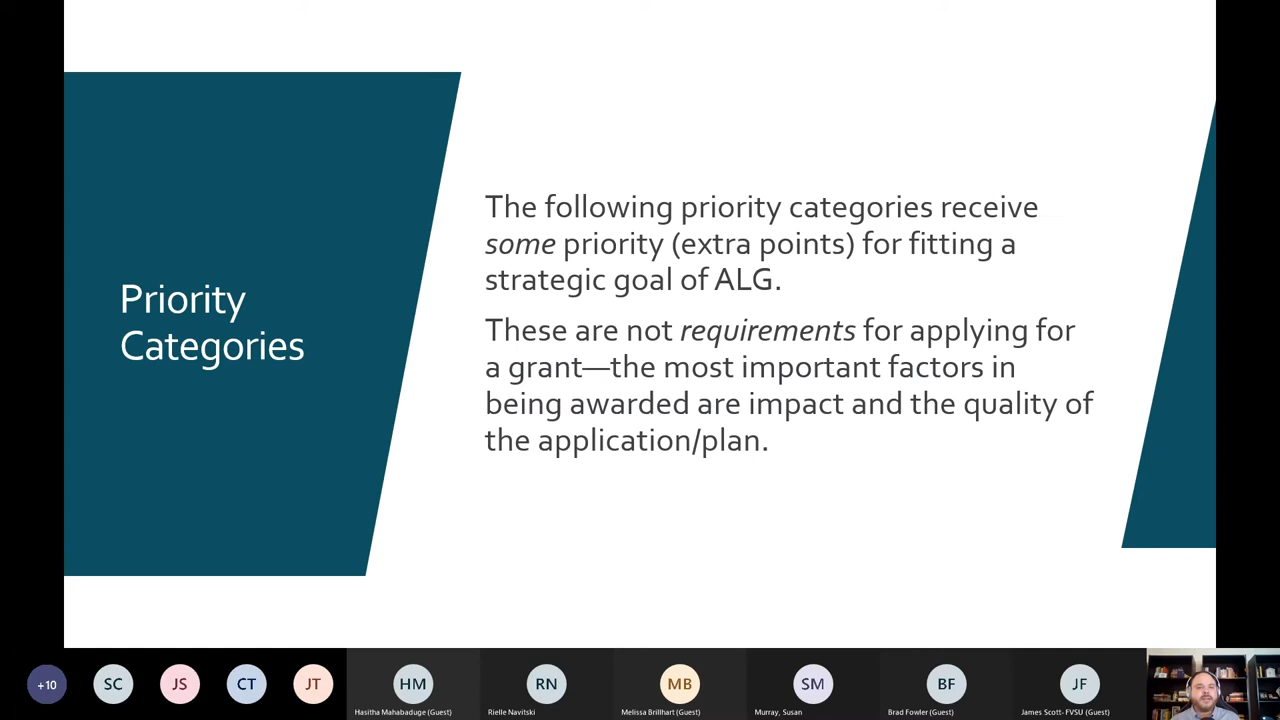 Priority
Categories
The following priority categories receive
some priority (extra points) for fitting a
strategic goal of ALG.
These are not requirements for applying for
a grant—the most important factors in
being awarded are impact and the quality of
the application/plan.
+10
SC
JS
CT
JT
HM
RN
MB
SM
BF
JF
Hasitha Mahabaduge (Guest)
Rielle Navitski
Melissa Brillhart (Guest)
Murray, Susan
Brad Fowler (Guest)
James Scott- FVSU (Guest)